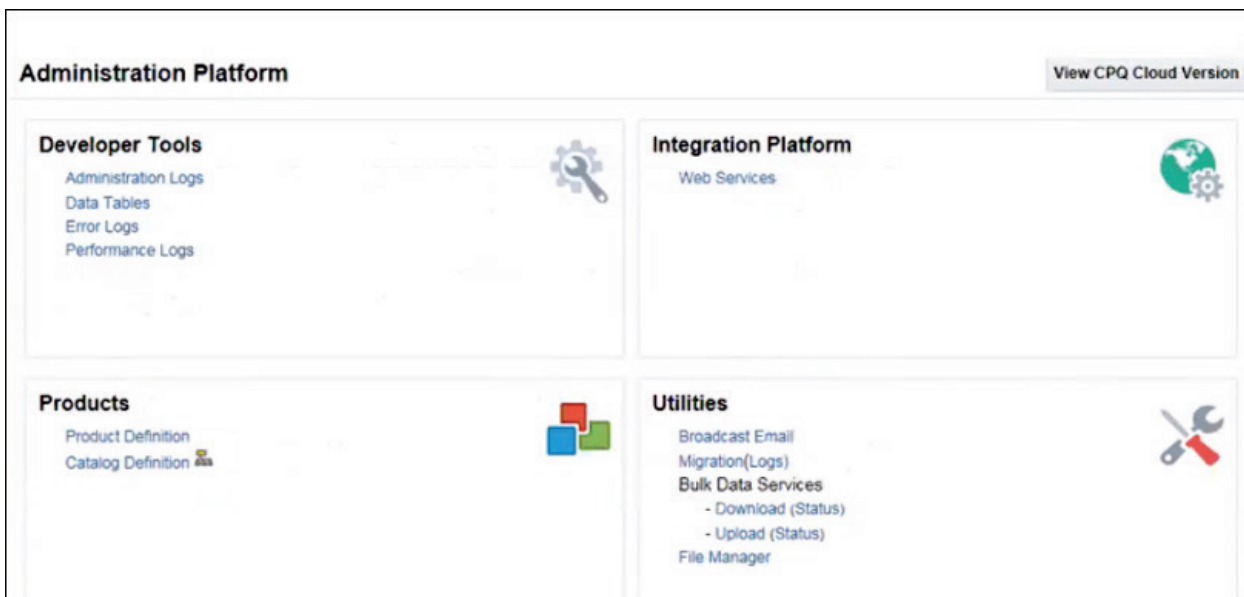 Administration Platform
View CPQ Cloud Version
Developer Tools
Administration Logs
Data Tables
Error Logs
Performance Logs
Integration Platform
Web Services
Products
Product Definition
Catalog Definition
Utilities
Broadcast Email
Migration(Logs)
Bulk Data Services
- Download (Status)
- Upload (Status)
File Manager